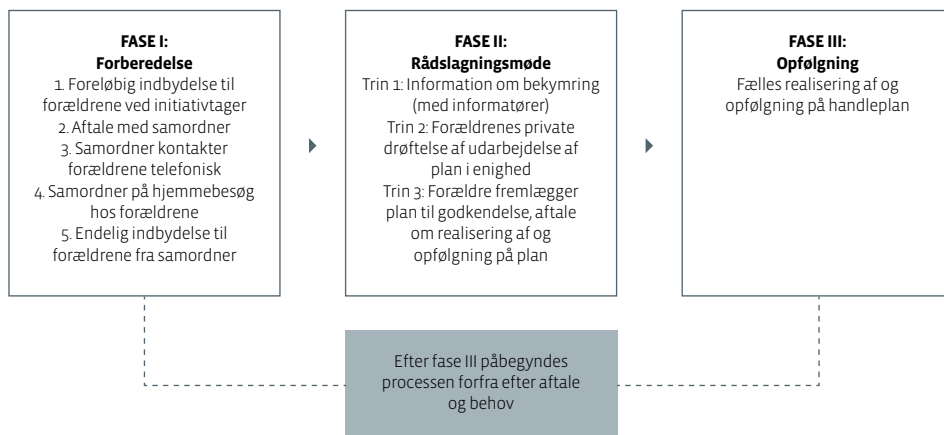 FASE I:
Forberedelse
1. Foreløbig indbydelse til
forældrene ved initiativtager
2. Aftale med samordner
3. Samordner kontakter
forældrene telefonisk
4. Samordner på hjemmebesøg
hos forældrene
5. Endelig indbydelse til
forældrene fra samordner
FASE II:
Rådslagningsmøde
Trin 1: Information om bekymring
(med informatører)
Trin 2: Forældrenes private
drøftelse af udarbejdelse af
plan i enighed
Trin 3: Forældre fremlægger
plan til godkendelse, aftale
om realisering af og
opfølgning på plan
FASE III:
Opfølgning
Fælles realisering af og
opfølgning på handleplan
Efter fase III påbegyndes
processen forfra efter aftale
og behov